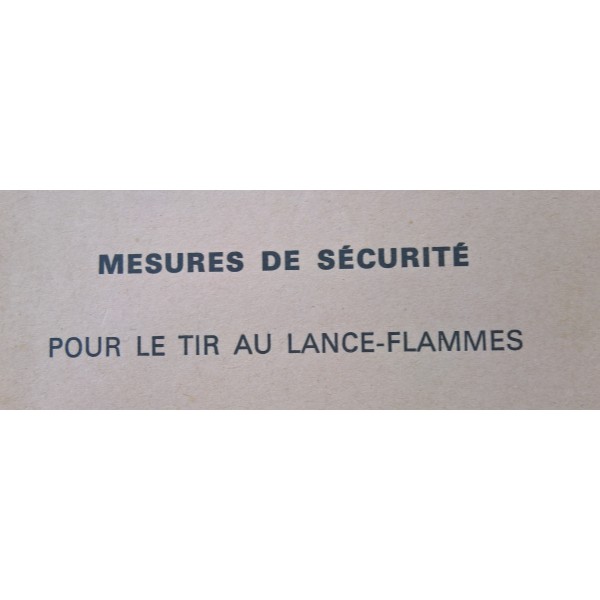 MESURES DE SÉCURITÉ
POUR LE TIR AU LANCE-FLAMMES